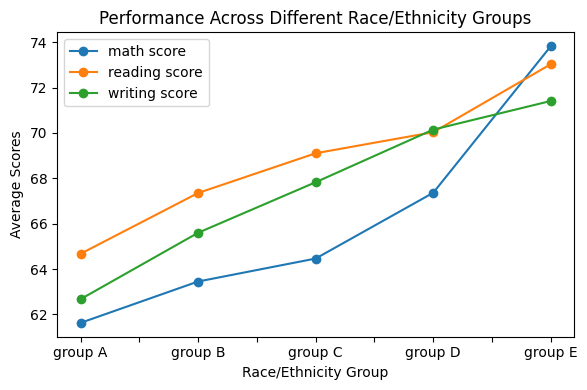 Performance Across Different Race/Ethnicity Groups
math score
reading score
writing score
Average Scores
74
72
70
68
66
64
62
group A
group B
group C
group D
group E
Race/Ethnicity Group